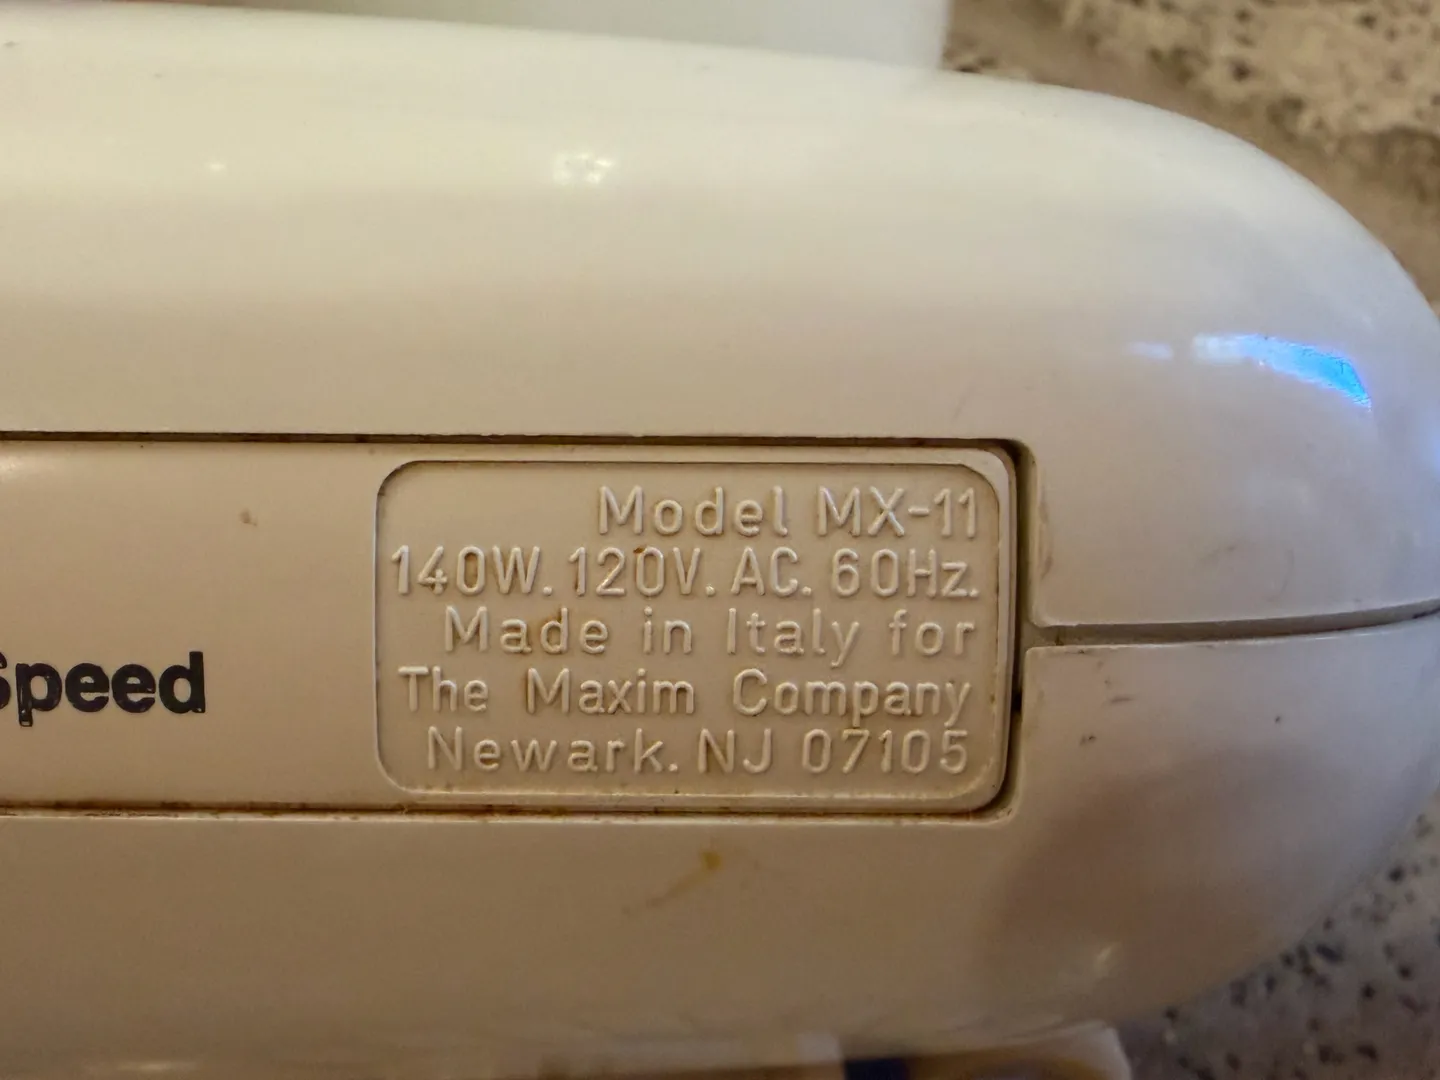 Speed
Model MX-11
140W. 120V. AC. 60Hz.
Made in Italy for
The Maxim Company
Newark. NJ 07105